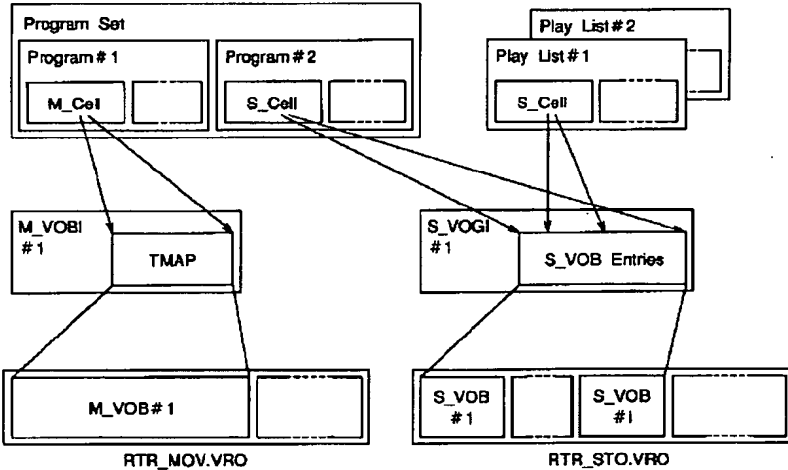 Program Set
Program#1
Program#2
M_Cell
S_Cell
Play List#2
Play List#1
S_Cell
M_VOBI
#1
TMAP
S_VOGI
#1
S_VOB Entries
M_VOB#1
S_VOB
#1
S_VOB
#i
RTR_MOV.VRO
RTR_STO.VRO